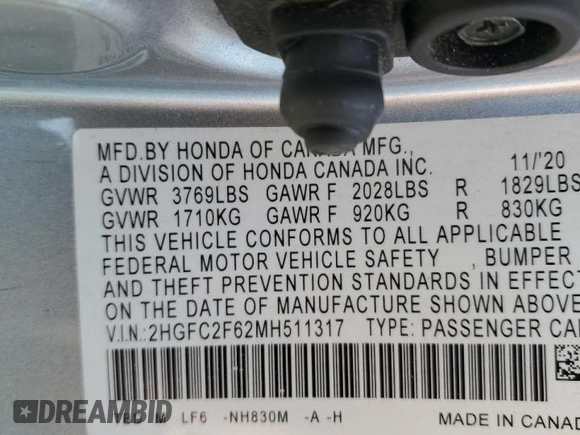 MFD.BY HONDA OF CANADA MFG.,
A DIVISION OF HONDA CANADA INC. 11/'20
GVWR 3769LBS GAWR F 2028LBS R 1829LBS
GVWR 1710KG GAWR F 920KG R 830KG
THIS VEHICLE CONFORMS TO ALL APPLICABLE
FEDERAL MOTOR VEHICLE SAFETY , BUMPER
AND THEFT PREVENTION STANDARDS IN EFFECT
ON THE DATE OF MANUFACTURE SHOWN ABOVE
V.I.N.:2HGFC2F62MH511317 TYPE: PASSENGER CA
LF6 -NH830M -A -H MADE IN CANAD
DREAMBID